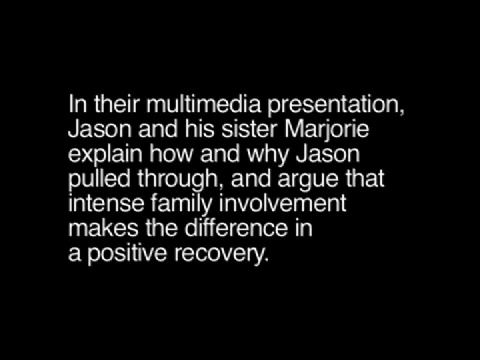 In their multimedia presentation,
Jason and his sister Marjorie
explain how and why Jason
pulled through, and argue that
intense family involvement
makes the difference in
a positive recovery.